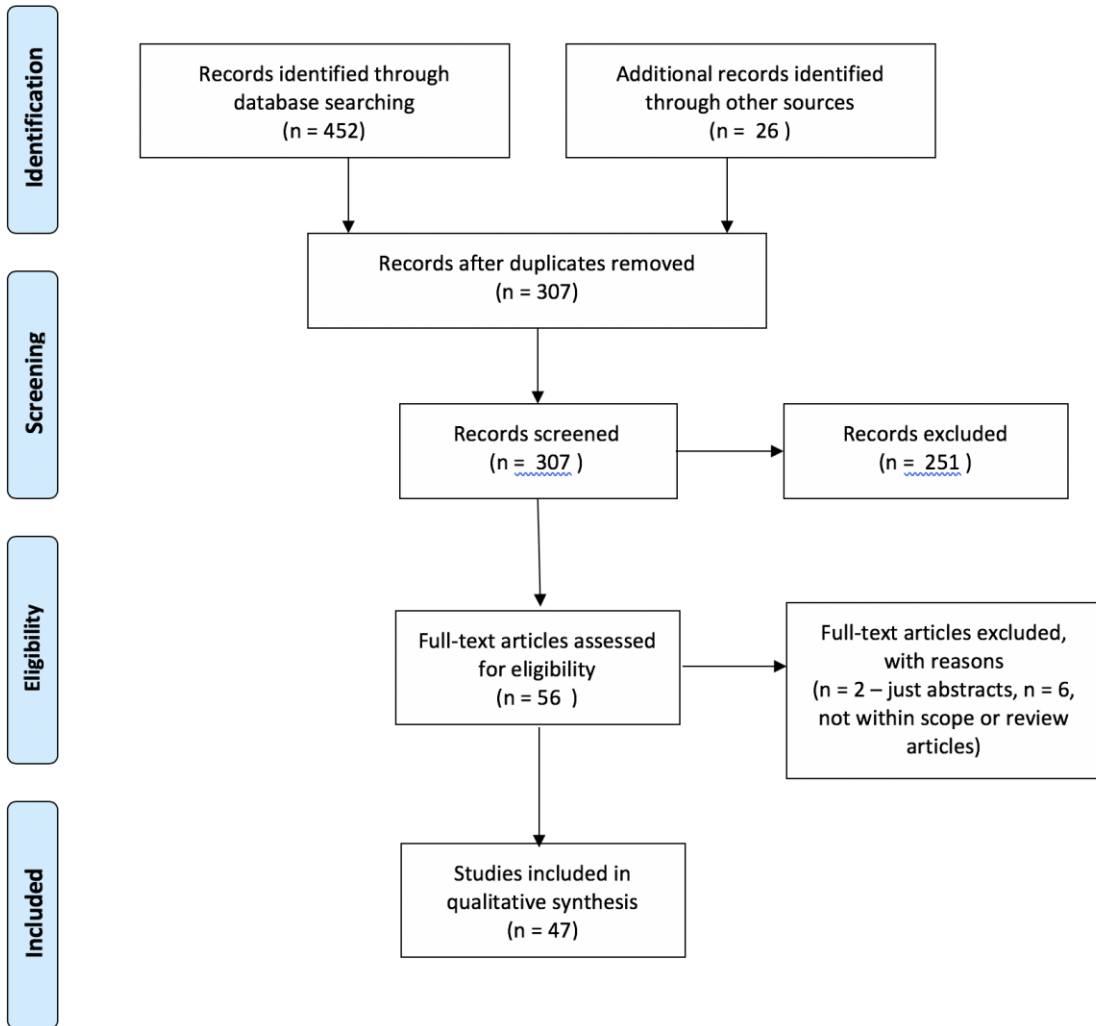 Identification
Records identified through
database searching
(n = 452)
Additional records identified
through other sources
(n =  26 )
Records after duplicates removed
(n = 307)
Screening
Records screened
(n =  307 )
Records excluded
(n =  251 )
Eligibility
Full-text articles assessed
for eligibility
(n = 56  )
Full-text articles excluded,
with reasons
(n = 2 – just abstracts, n = 6,
not within scope or review
articles)
Included
Studies included in
qualitative synthesis
(n = 47)